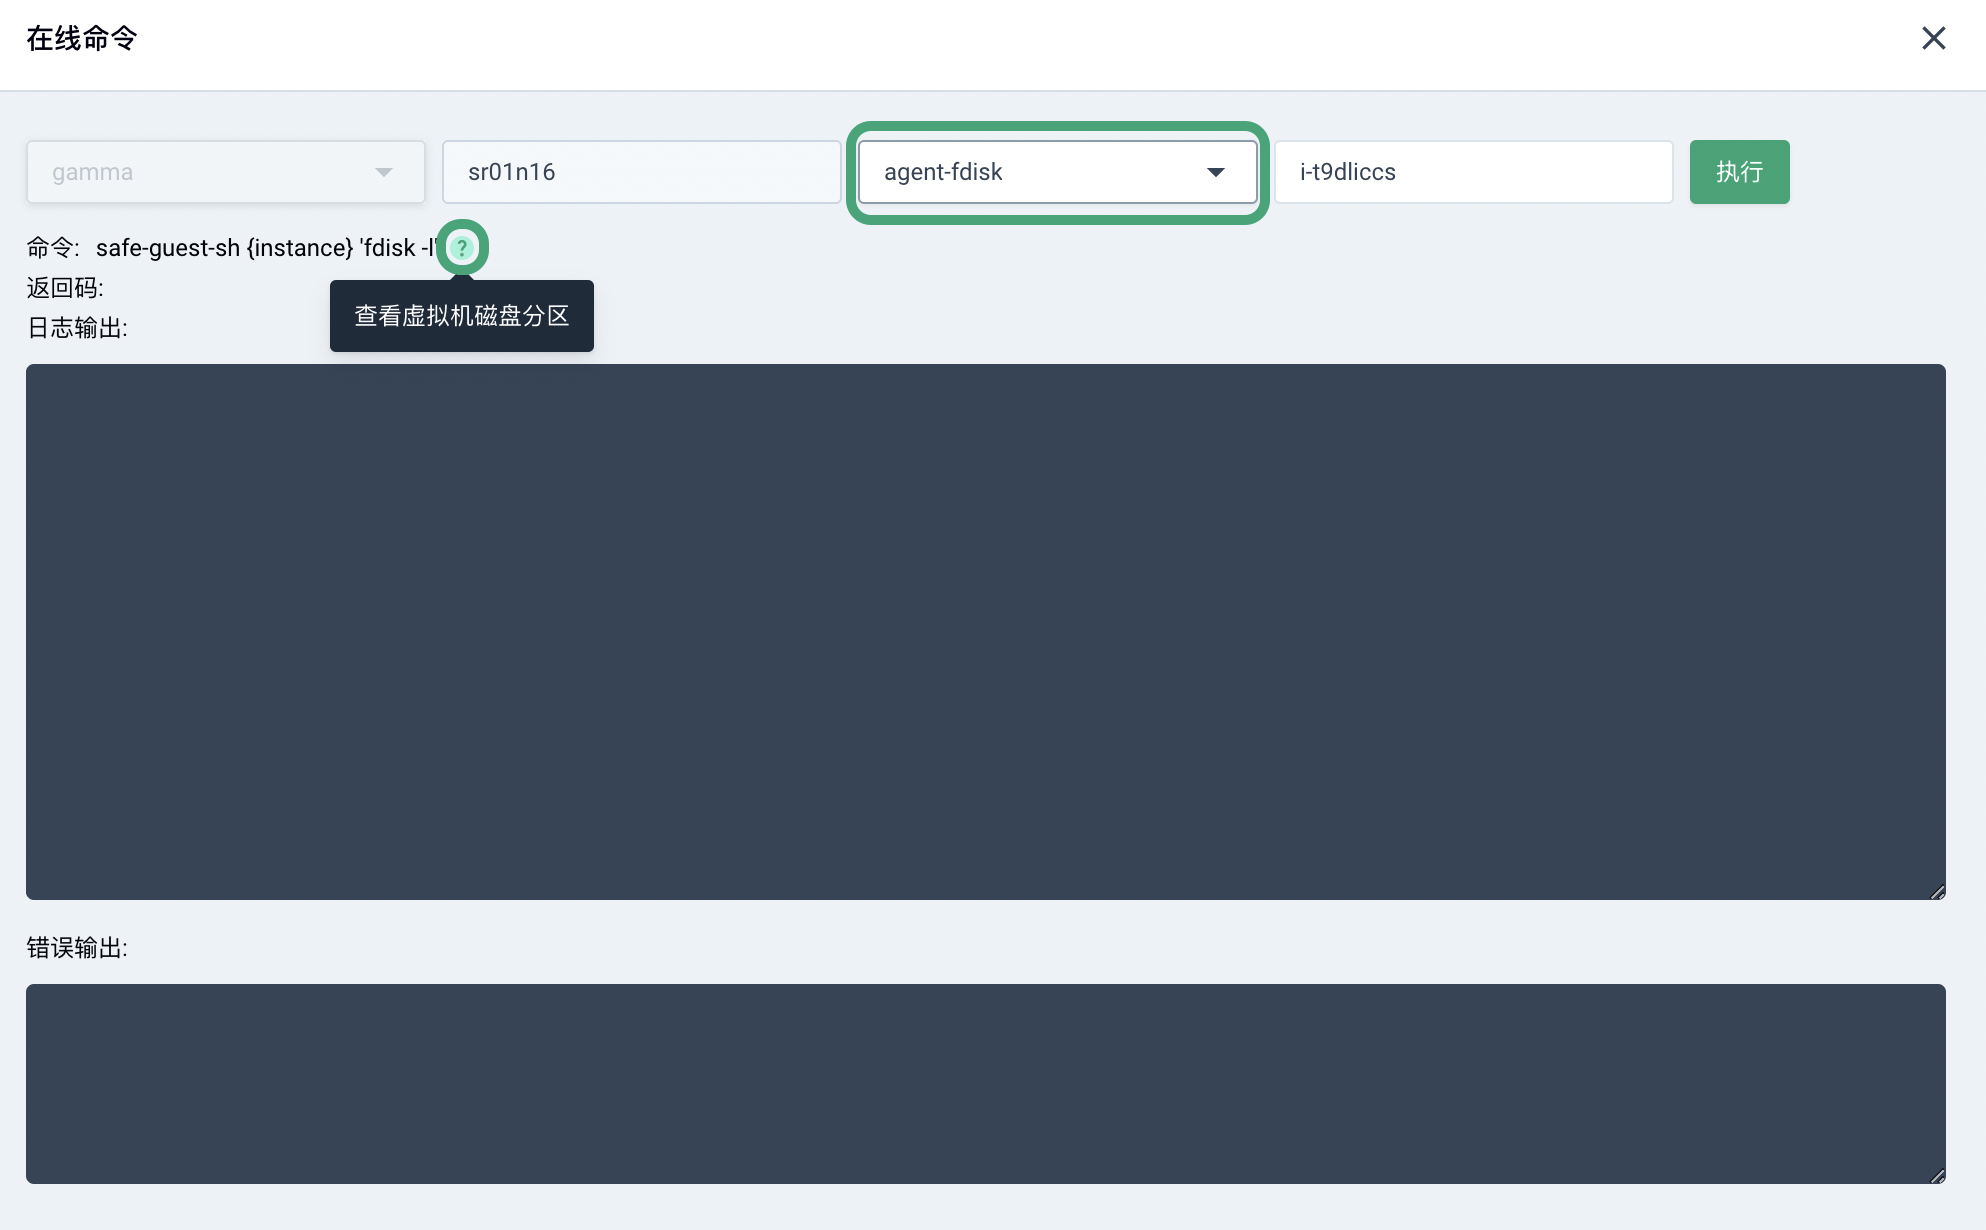 在线命令
gamma sr01n16 agent-fdisk i-t9dliccs 执行
命令: safe-guest-sh {instance} 'fdisk -l' ?
返回码:
查看虚拟机磁盘分区
日志输出:
错误输出: